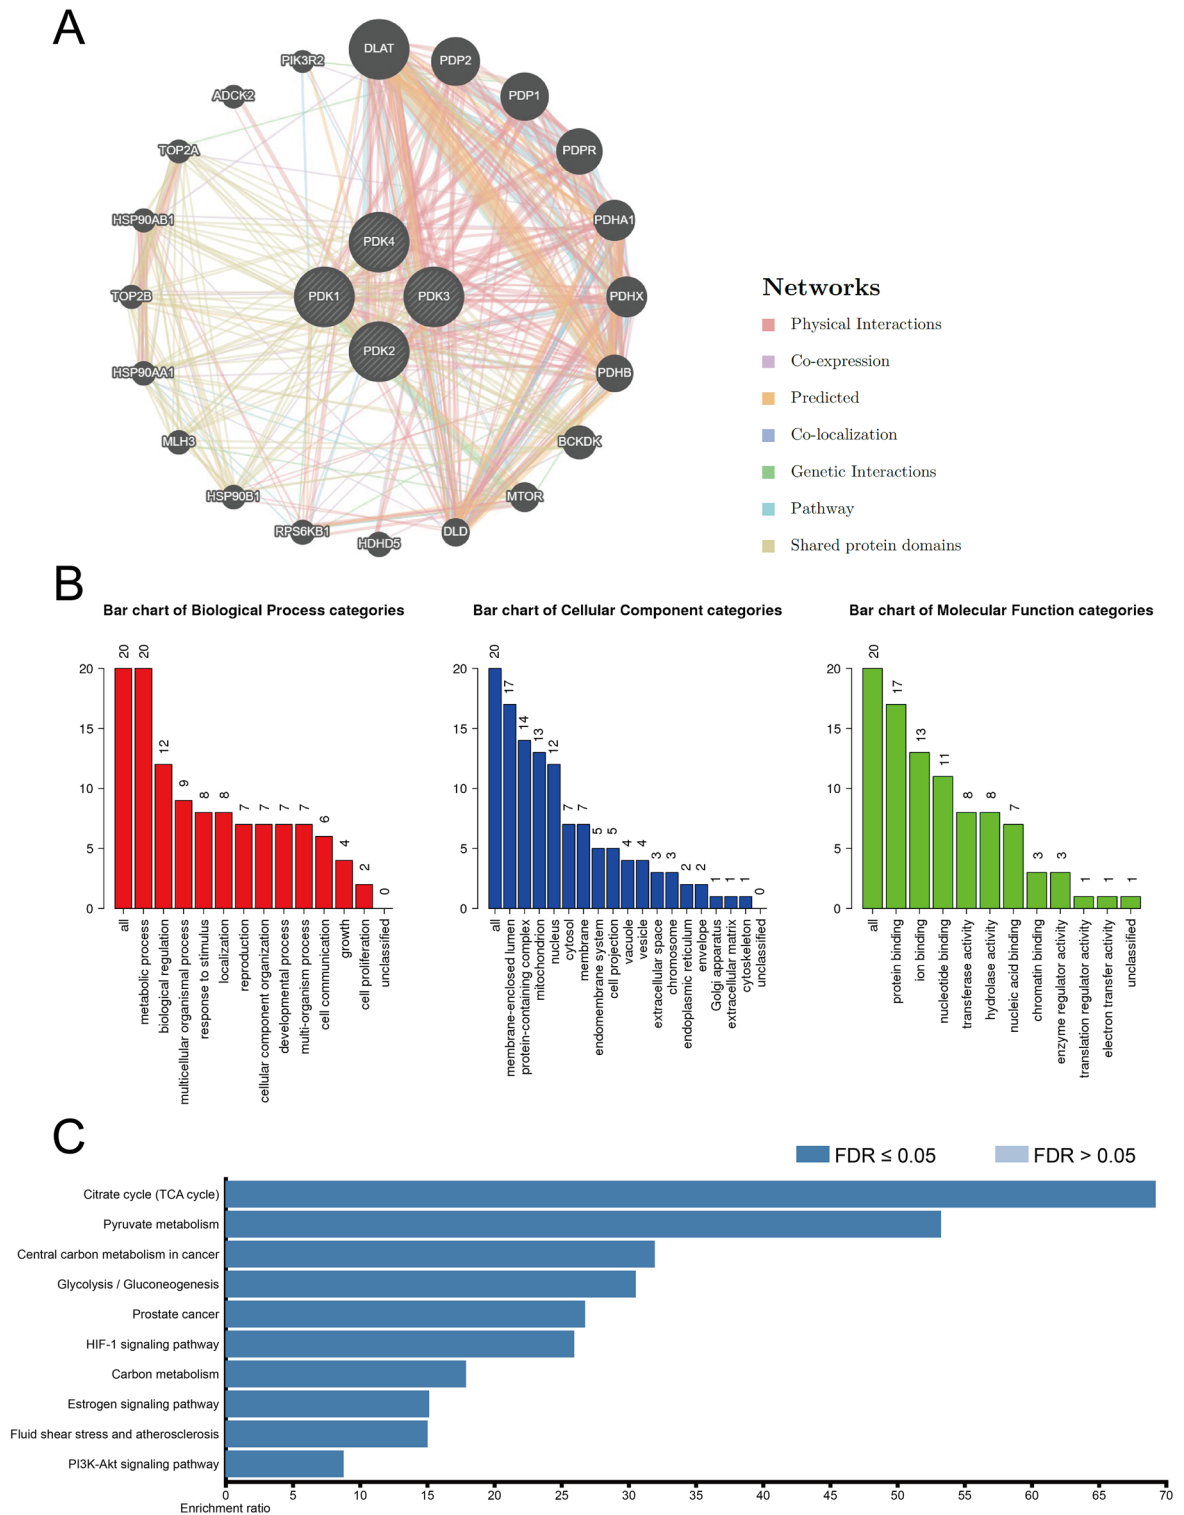 A
DLAT
PDP2
PIK3R2
PDP1
ADCK2
PDPR
TOP2A
PDHA1
HSP90AB1
PDK4
PDK1
PDK3
PDHX
TOP2B
PDK2
PDHB
HSP90AA1
BCKDK
MLH3
MTOR
HSP90B1
DLD
RPS6KB1
HDHD5
Networks
Physical Interactions
Co-expression
Predicted
Co-localization
Genetic Interactions
Pathway
Shared protein domains
B
Bar chart of Biological Process categories
20
15
10
5
0
20
20
12
9
8
8
7
7
7
7
6
4
2
0
all
metabolic process
biological regulation
multicellular organismal process
response to stimulus
localization
reproduction
cellular component organization
developmental process
multi-organism process
cell communication
growth
cell proliferation
unclassified
Bar chart of Cellular Component categories
20
15
10
5
0
20
17
14
13
12
7
7
5
5
4
4
3
3
2
2
1
1
1
0
all
membrane-enclosed lumen
protein-containing complex
mitochondrion
nucleus
cytosol
membrane
endomembrane system
cell projection
vacuole
vesicle
extracellular space
chromosome
endoplasmic reticulum
envelope
Golgi apparatus
extracellular matrix
cytoskeleton
unclassified
Bar chart of Molecular Function categories
20
15
10
5
0
20
17
13
11
8
8
7
3
3
1
1
1
all
protein binding
ion binding
nucleotide binding
transferase activity
hydrolase activity
nucleic acid binding
chromatin binding
enzyme regulator activity
translation regulator activity
electron transfer activity
unclassified
C
FDR ≤ 0.05
FDR > 0.05
Citrate cycle (TCA cycle)
Pyruvate metabolism
Central carbon metabolism in cancer
Glycolysis / Gluconeogenesis
Prostate cancer
HIF-1 signaling pathway
Carbon metabolism
Estrogen signaling pathway
Fluid shear stress and atherosclerosis
PI3K-Akt signaling pathway
0 5 10 15 20 25 30 35 40 45 50 55 60 65 70
Enrichment ratio